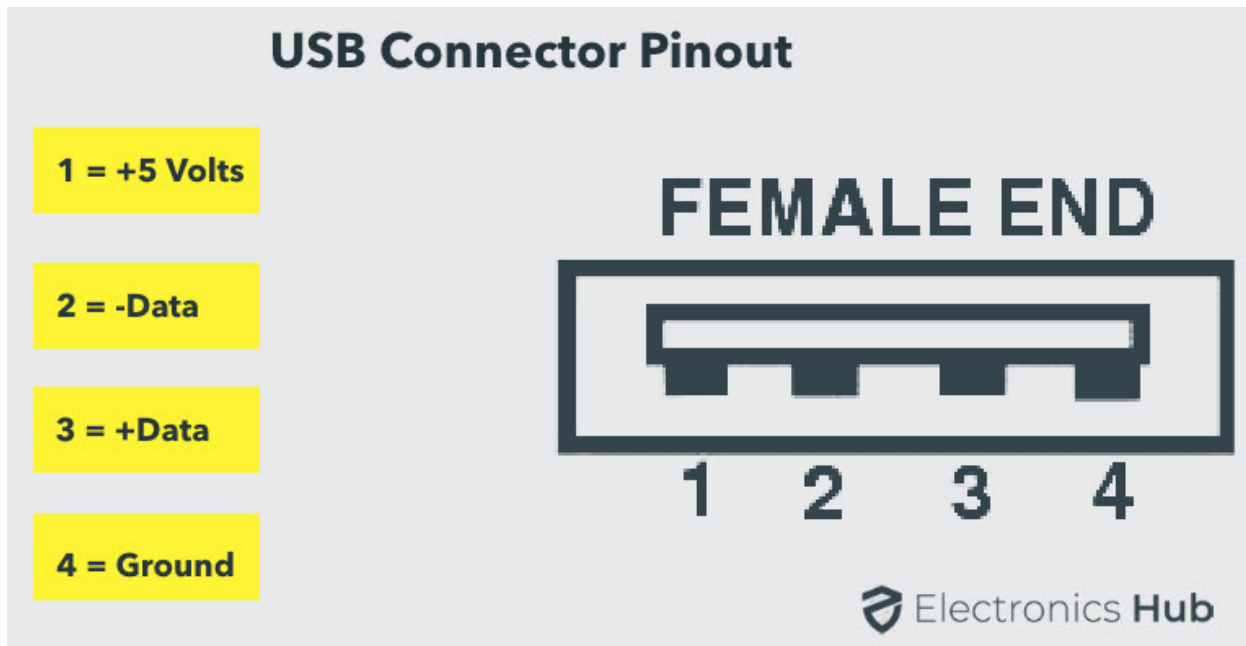 USB Connector Pinout
1 = +5 Volts
2 = -Data
3 = +Data
4 = Ground
FEMALE END
1 2 3 4
Electronics Hub